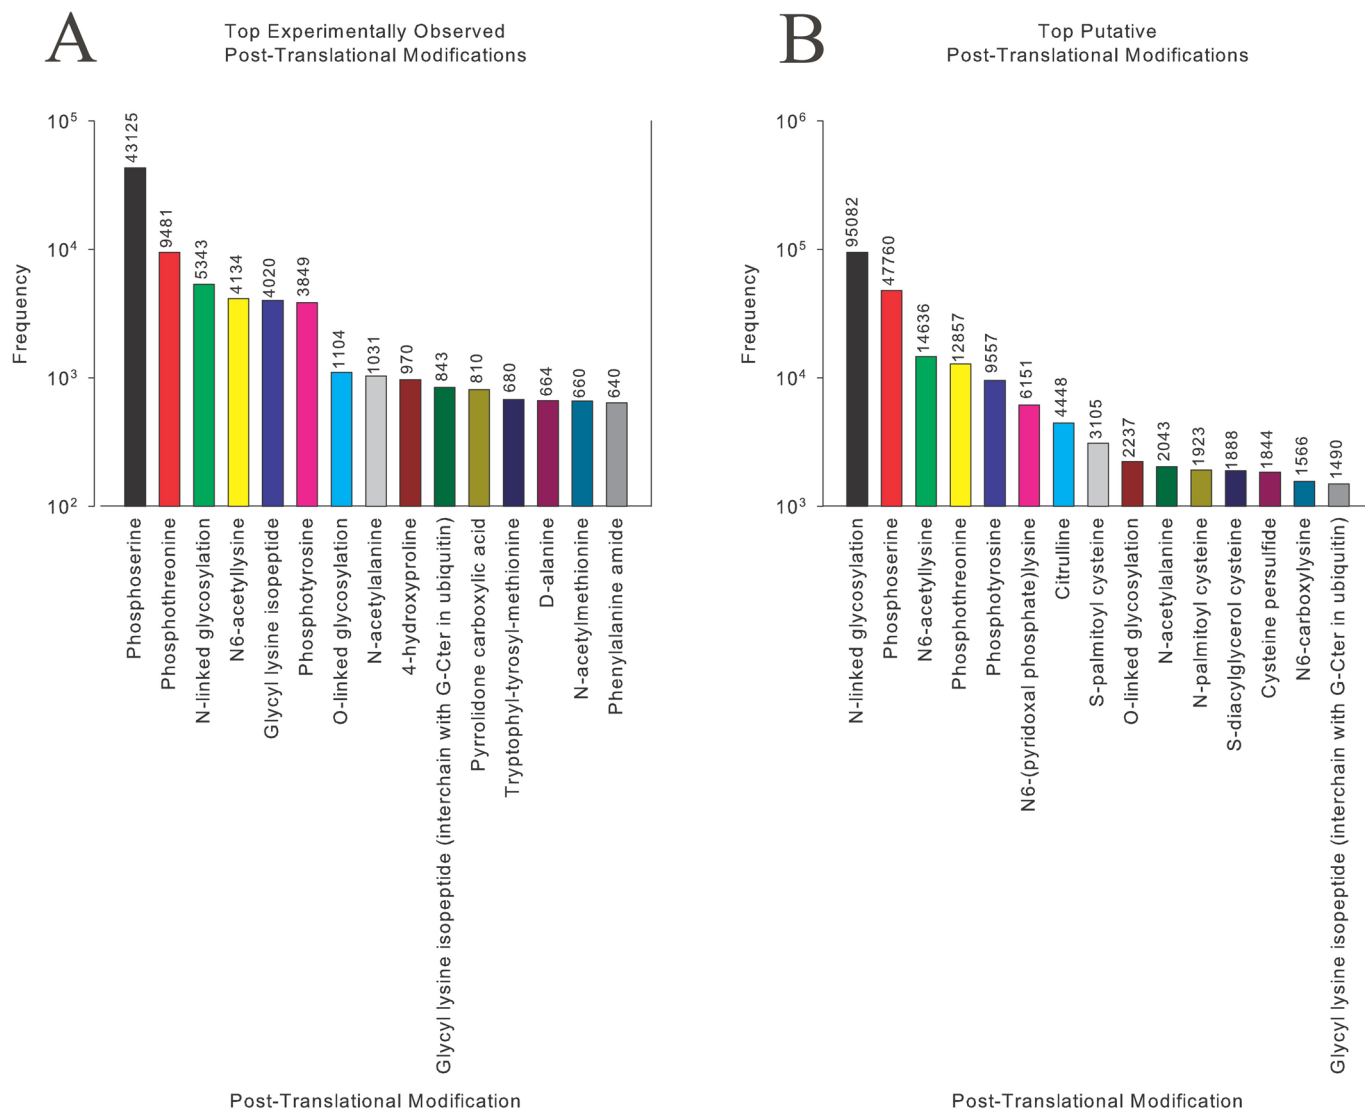 A
Top Experimentally Observed
Post-Translational Modifications
Frequency
10^5
10^4
10^3
10^2
43125
9481
5343
4134
4020
3849
1104
1031
970
843
810
680
664
660
640
Phosphoserine
Phosphothreonine
N-linked glycosylation
N6-acetyllysine
Glycyl lysine isopeptide
Phosphotyrosine
O-linked glycosylation
N-acetylalanine
4-hydroxyproline
Glycyl lysine isopeptide (interchain with G-Cter in ubiquitin)
Pyrrolidone carboxylic acid
Tryptophyl-tyrosyl-methionine
D-alanine
N-acetylmethionine
Phenylalanine amide
Post-Translational Modification
B
Top Putative
Post-Translational Modifications
Frequency
10^6
10^5
10^4
10^3
95082
47760
14636
12857
9557
6151
4448
3105
2237
2043
1923
1888
1844
1566
1490
N-linked glycosylation
Phosphoserine
N6-acetyllysine
Phosphothreonine
Phosphotyrosine
N6-(pyridoxal phosphate)lysine
Citrulline
S-palmitoyl cysteine
O-linked glycosylation
N-acetylalanine
N-palmitoyl cysteine
S-diacylglycerol cysteine
Cysteine persulfide
N6-carboxylysine
Glycyl lysine isopeptide (interchain with G-Cter in ubiquitin)
Post-Translational Modification